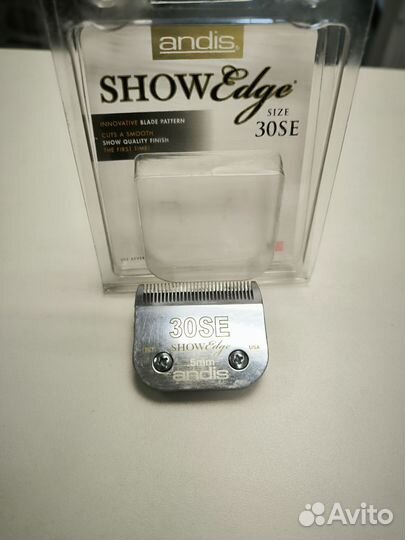 andis
SHOWEdge
SIZE
30SE
INNOVATIVE BLADE PATTERN
CUTS A SMOOTH
SHOW QUALITY FINISH
THE FIRST TIME!
30SE
SHOWEdge
USA
.5mm
andis
Avito